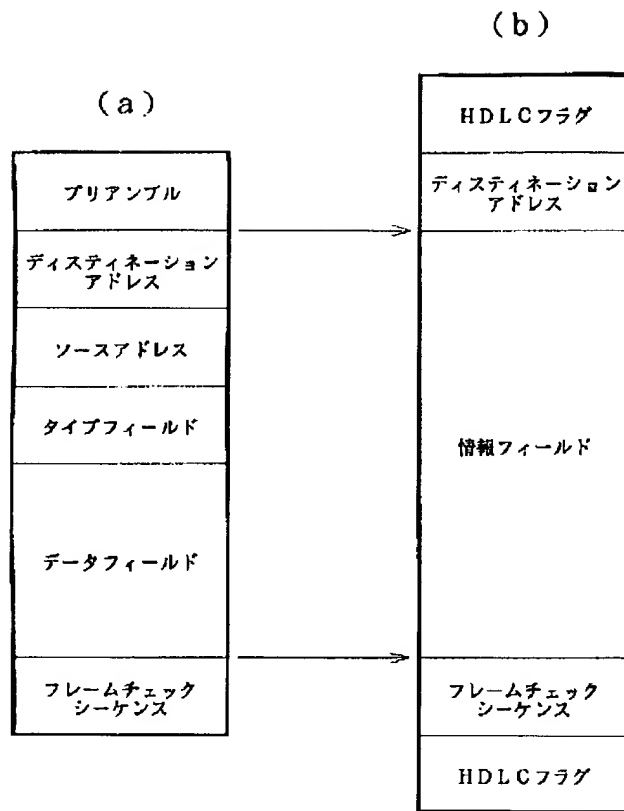 (a)
プリアンブル
ディスティネーション
アドレス
ソースアドレス
タイプフィールド
データフィールド
フレームチェック
シーケンス
(b)
HDLCフラグ
ディスティネーション
アドレス
情報フィールド
フレームチェック
シーケンス
HDLCフラグ